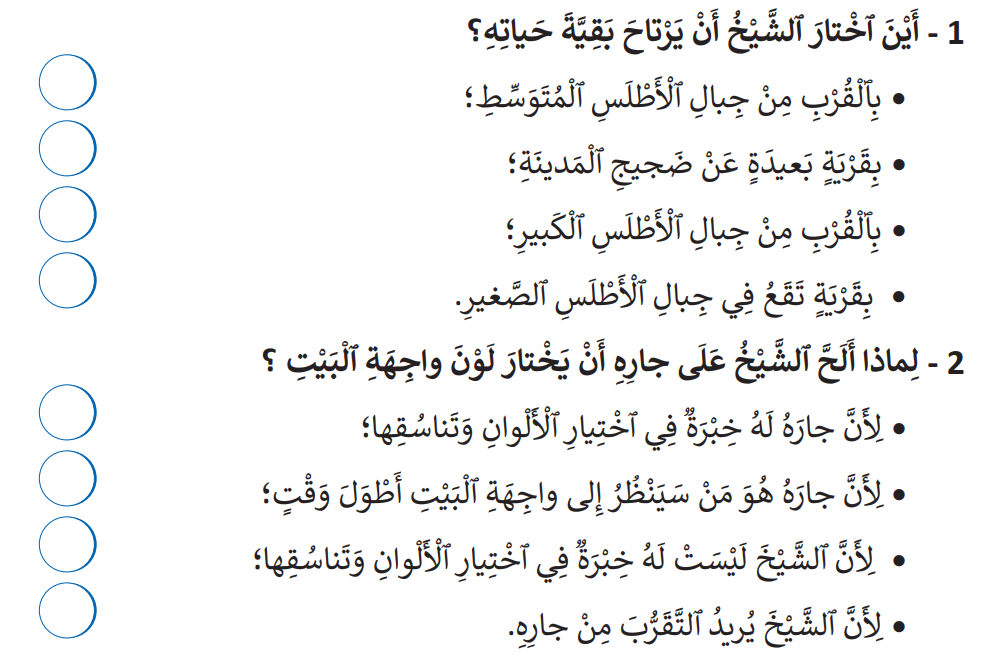 1 - أَيْنَ ٱخْتارَ ٱلشَّيْخُ أَنْ يَرْتاحَ بَقِيَّةَ حَياتِهِ؟
• بِٱلْقُرْبِ مِنْ جِبالِ ٱلْأَطْلَسِ ٱلْمُتَوَسِّطِ؛
• بِقَرْيَةٍ بَعيدَةٍ عَنْ ضَجيجِ ٱلْمَدينَةِ؛
• بِٱلْقُرْبِ مِنْ جِبالِ ٱلْأَطْلَسِ ٱلْكَبيرِ؛
• بِقَرْيَةٍ تَقَعُ فِي جِبالِ ٱلْأَطْلَسِ ٱلصَّغيرِ.
2 - لِماذا أَلَحَّ ٱلشَّيْخُ عَلَى جارِهِ أَنْ يَخْتارَ لَوْنَ واجِهَةِ ٱلْبَيْتِ ؟
• لِأَنَّ جارَهُ لَهُ خِبْرَةٌ فِي ٱخْتِيارِ ٱلْأَلْوانِ وَتَناسُقِها؛
• لِأَنَّ جارَهُ هُوَ مَنْ سَيَنْظُرُ إِلى واجِهَةِ ٱلْبَيْتِ أَطْوَلَ وَقْتٍ؛
• لِأَنَّ ٱلشَّيْخَ لَيْسَتْ لَهُ خِبْرَةٌ فِي ٱخْتِيارِ ٱلْأَلْوانِ وَتَناسُقِها؛
• لِأَنَّ ٱلشَّيْخَ يُريدُ ٱلتَّقَرُّبَ مِنْ جارِهِ.